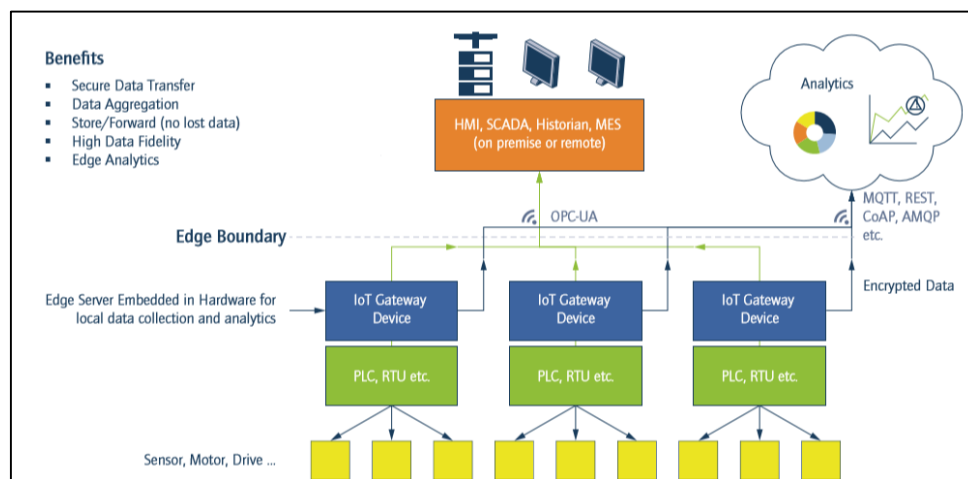 Benefits
▪ Secure Data Transfer
▪ Data Aggregation
▪ Store/Forward (no lost data)
▪ High Data Fidelity
▪ Edge Analytics
HMI, SCADA, Historian, MES
(on premise or remote)
Analytics
OPC-UA
MQTT, REST,
CoAP, AMQP
etc.
Edge Boundary
Encrypted Data
Edge Server Embedded in Hardware for
local data collection and analytics
IoT Gateway
Device
IoT Gateway
Device
IoT Gateway
Device
PLC, RTU etc.
PLC, RTU etc.
PLC, RTU etc.
Sensor, Motor, Drive ...